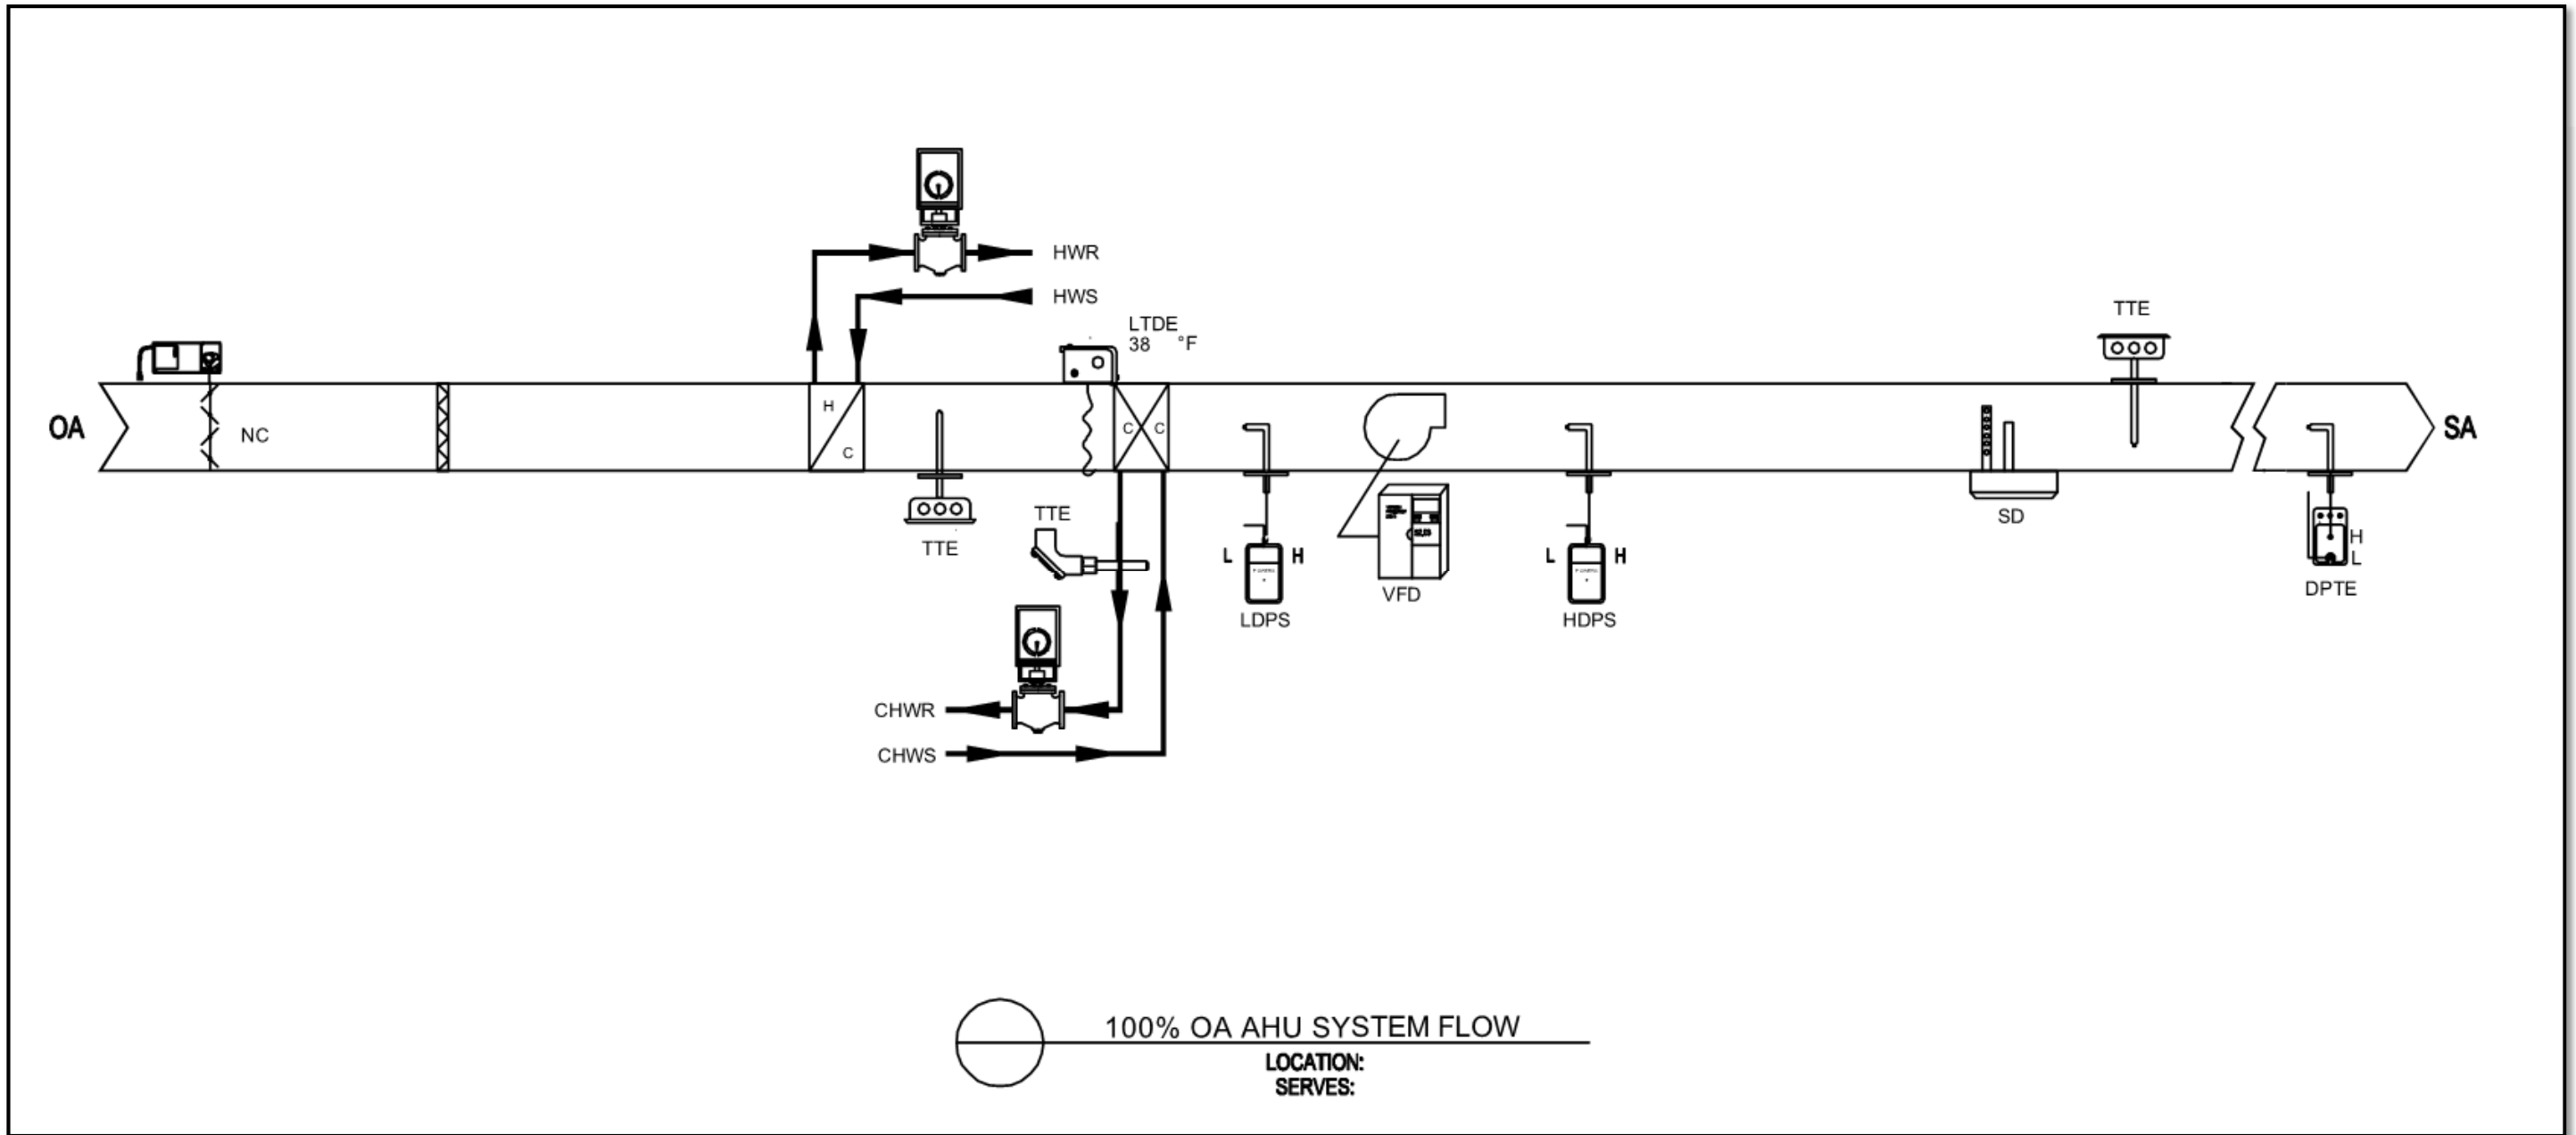 HWR
HWS
LTDE
38 °F
TTE
OA
NC
H
C
C C
SA
TTE
TTE
SD
L H
VFD
L H
H
L
DPTE
LDPS
HDPS
CHWR
CHWS
100% OA AHU SYSTEM FLOW
LOCATION:
SERVES: